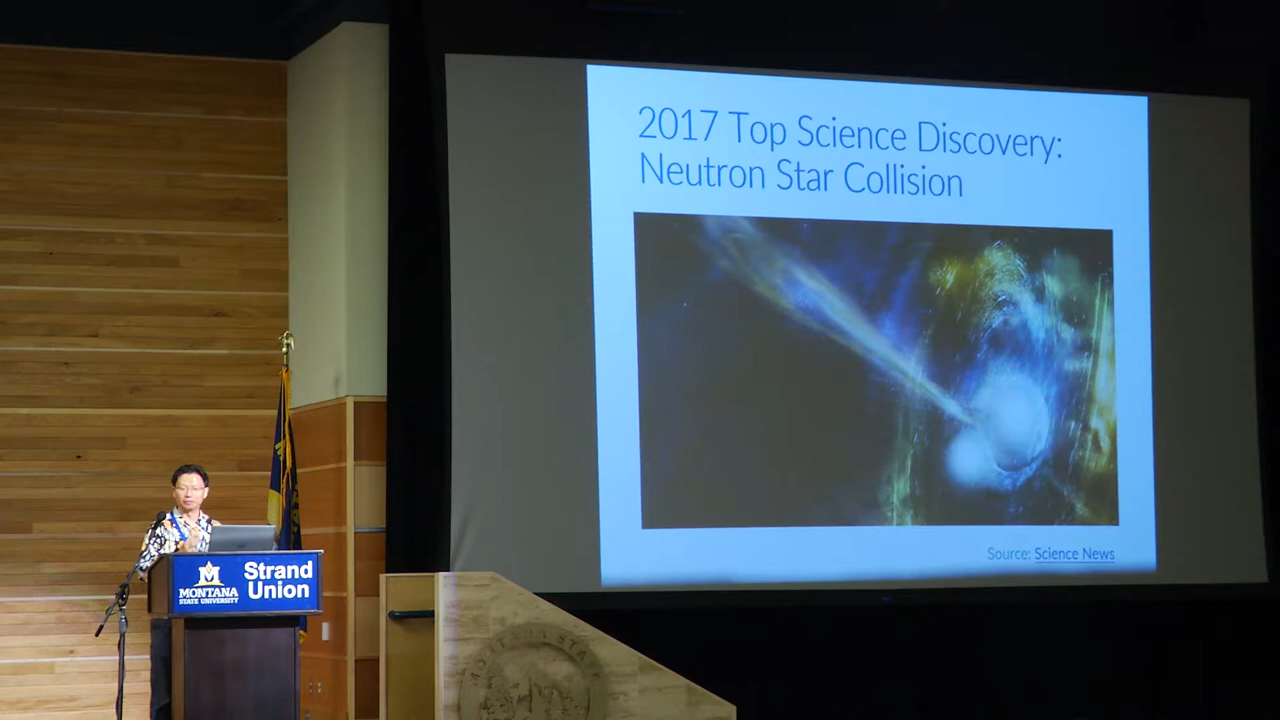 2017 Top Science Discovery:
Neutron Star Collision
Source: Science News
MONTANA
STATE UNIVERSITY
Strand
Union